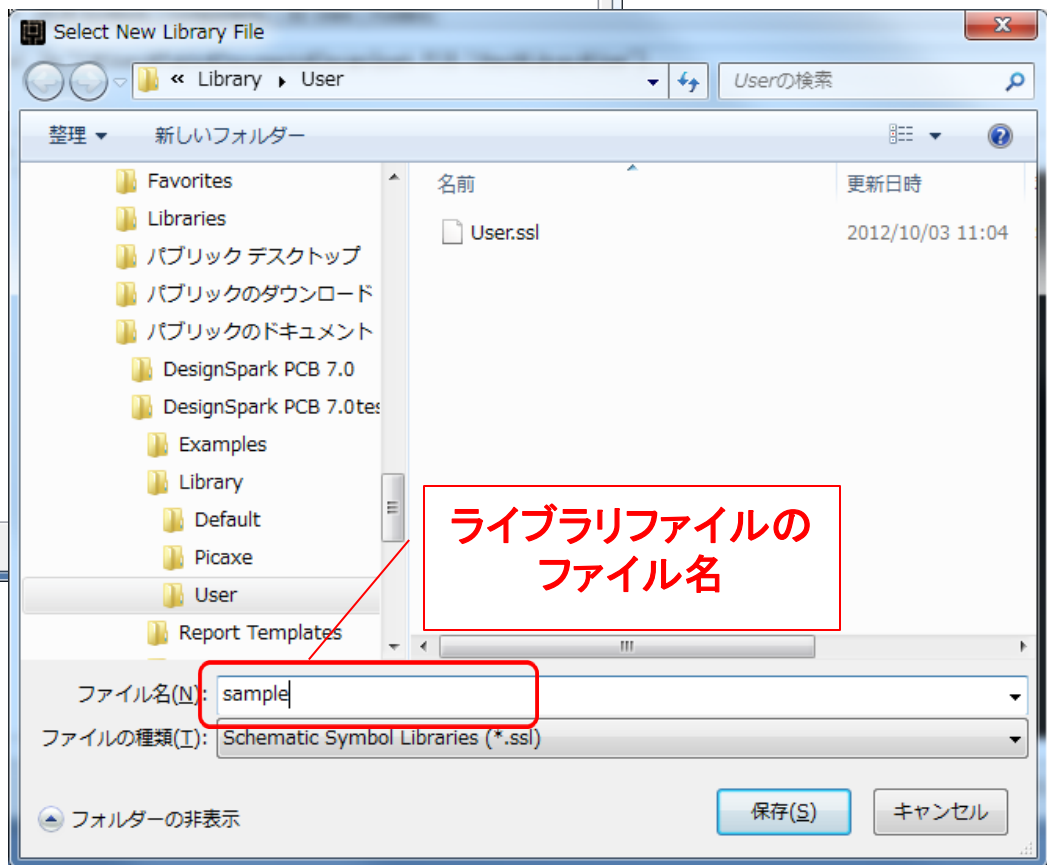 Select New Library File
« Library ▸ User
Userの検索
整理 ▼ 新しいフォルダー
名前 更新日時
User.ssl 2012/10/03 11:04
Favorites
Libraries
パブリック デスクトップ
パブリックのダウンロード
パブリックのドキュメント
DesignSpark PCB 7.0
DesignSpark PCB 7.0tes
Examples
Library
Default
Picaxe
User
Report Templates
ライブラリファイルの
ファイル名
ファイル名(N): sample
ファイルの種類(T): Schematic Symbol Libraries (*.ssl)
フォルダーの非表示
保存(S) キャンセル